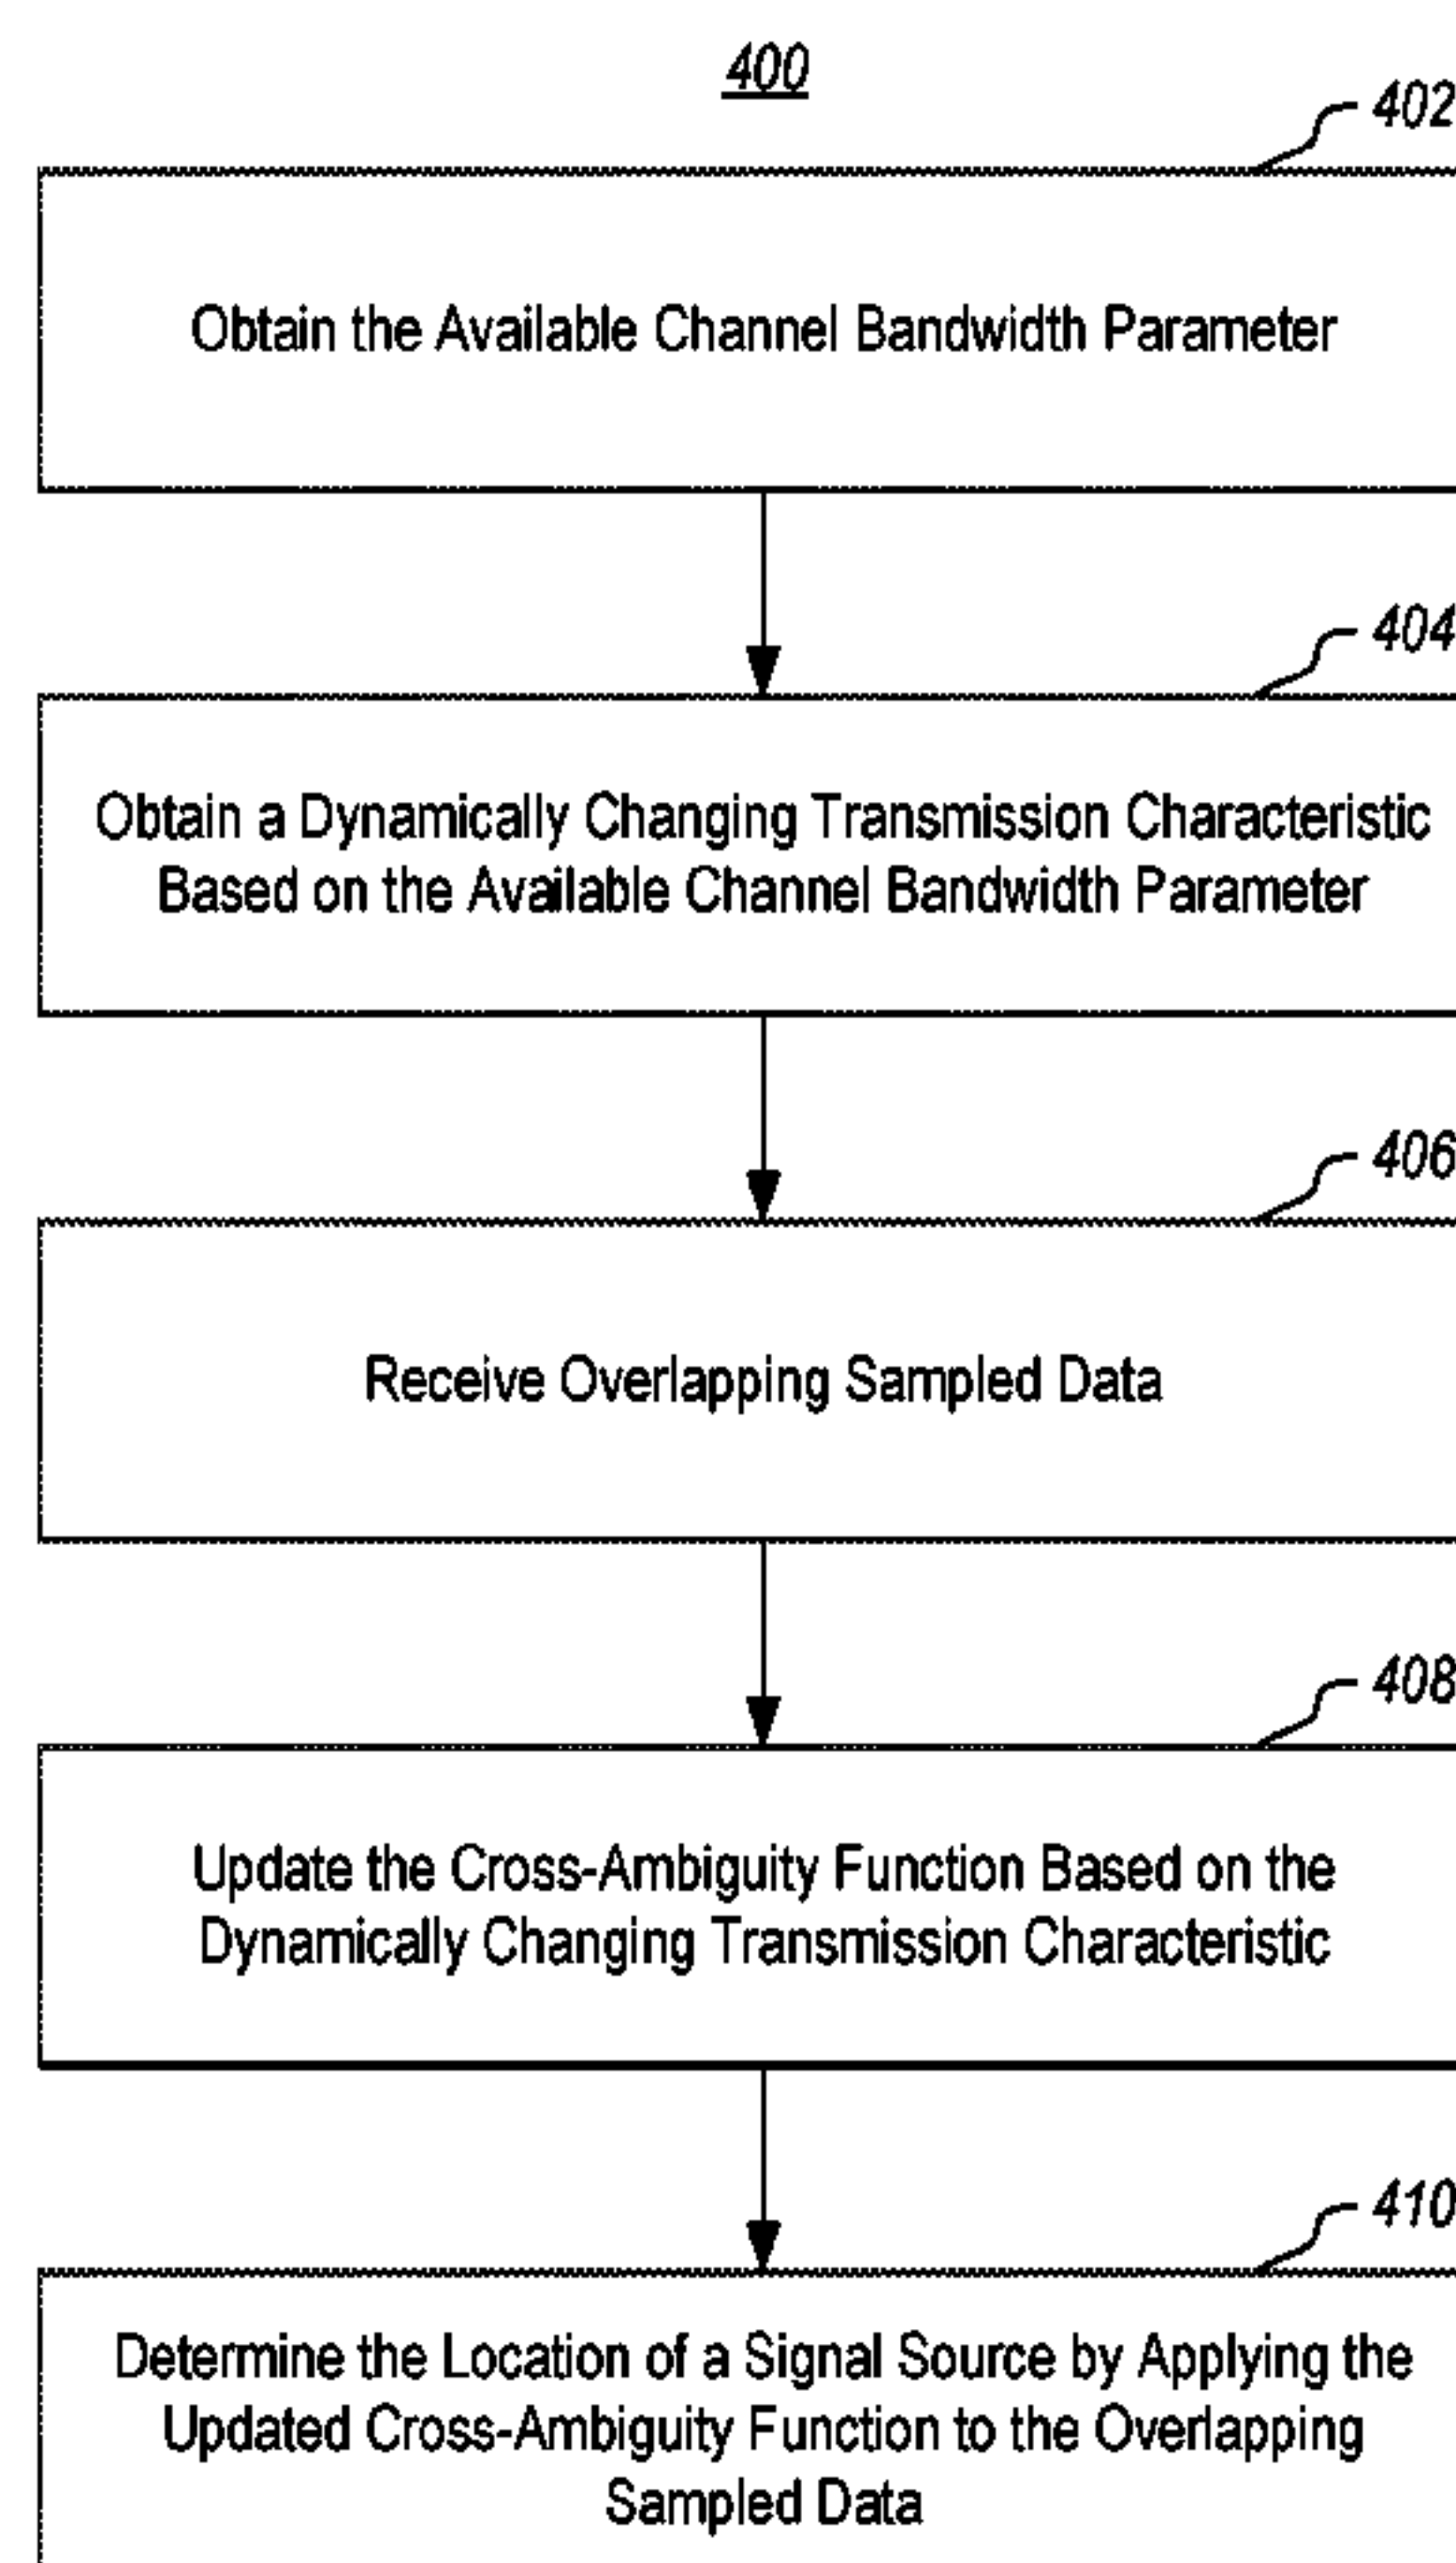 400
402
Obtain the Available Channel Bandwidth Parameter
404
Obtain a Dynamically Changing Transmission Characteristic
Based on the Available Channel Bandwidth Parameter
406
Receive Overlapping Sampled Data
408
Update the Cross-Ambiguity Function Based on the
Dynamically Changing Transmission Characteristic
410
Determine the Location of a Signal Source by Applying the
Updated Cross-Ambiguity Function to the Overlapping
Sampled Data